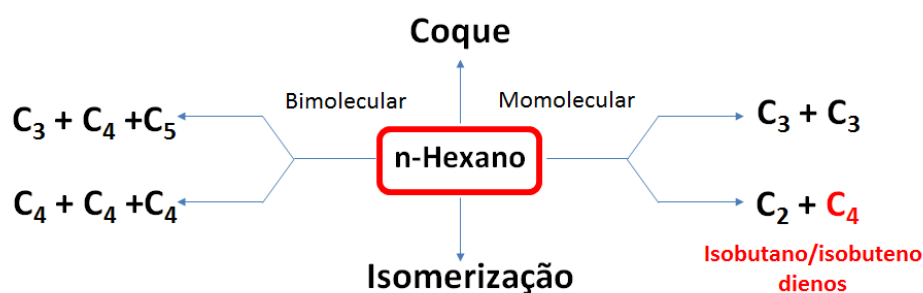 Coque
Bimolecular
Momolecular
C₃ + C₄ +C₅
C₃ + C₃
n-Hexano
C₄ + C₄ +C₄
C₂ + C₄
Isomerização
Isobutano/isobuteno
dienos